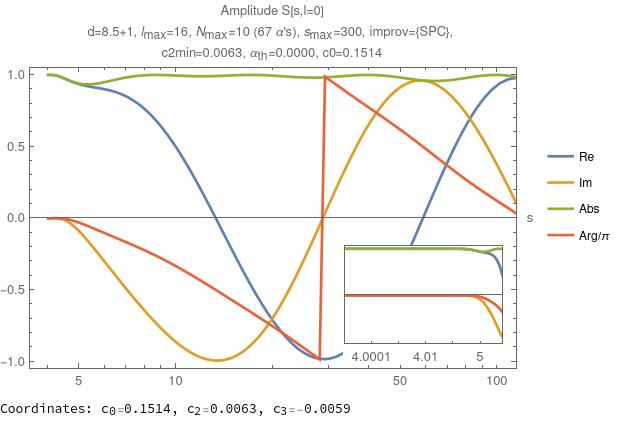 Amplitude S[s,l=0]
d=8.5+1, lmax=16, Nmax=10 (67 α's), smax=300, improv={SPC},
c2min=0.0063, αth=0.0000, c0=0.1514
1.0
0.5
0.0
−0.5
−1.0
s
Re
Im
Abs
Arg/π
4.0001 4.01 5
5 10 50 100
Coordinates: c0=0.1514, c2=0.0063, c3=-0.0059